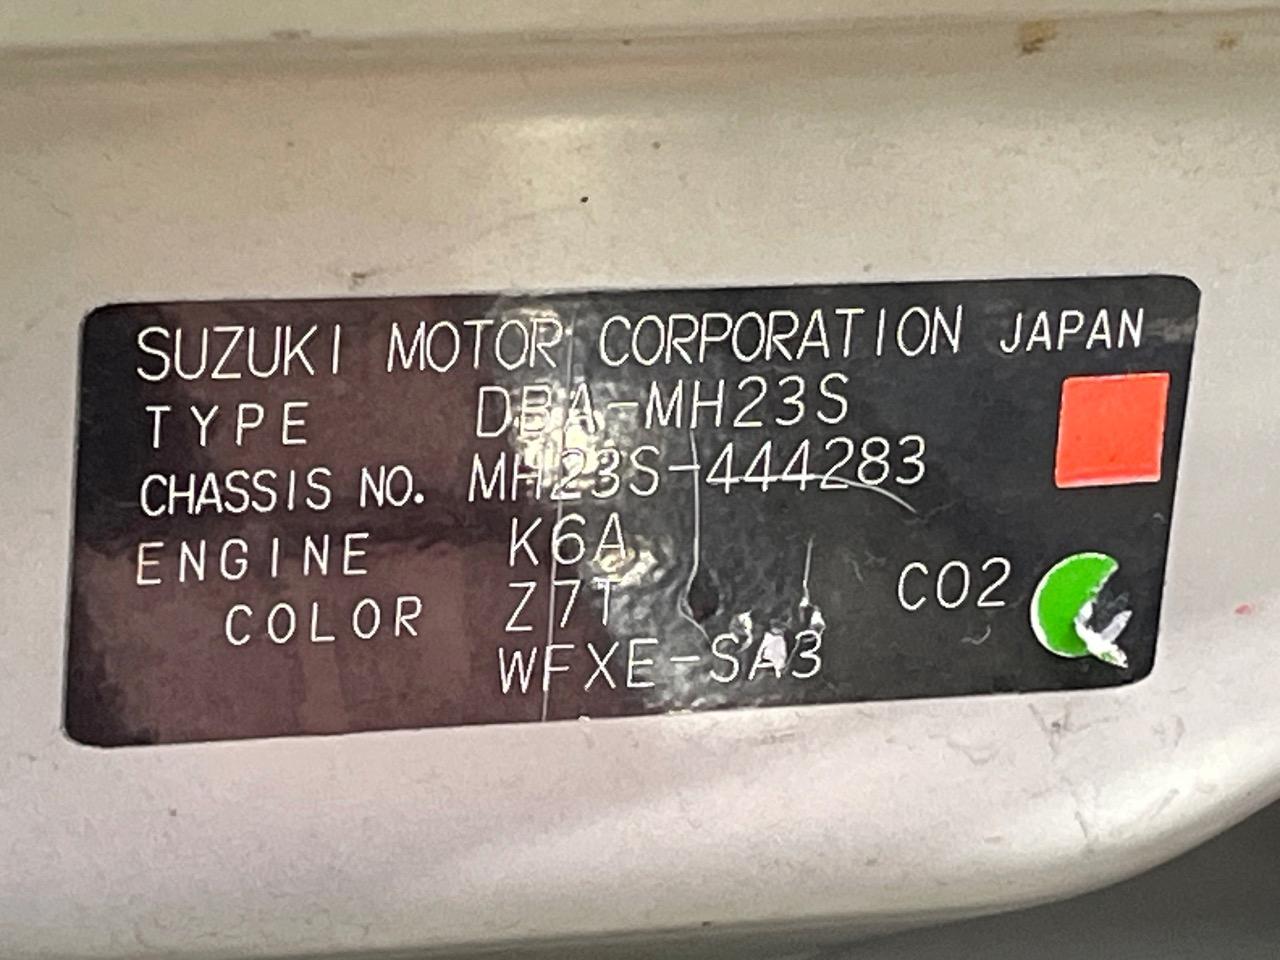 SUZUKI MOTOR CORPORATION JAPAN
TYPE DBA-MH23S
CHASSIS NO. MH23S-444283
ENGINE K6A
COLOR Z7T CO2
WFXE-SA3